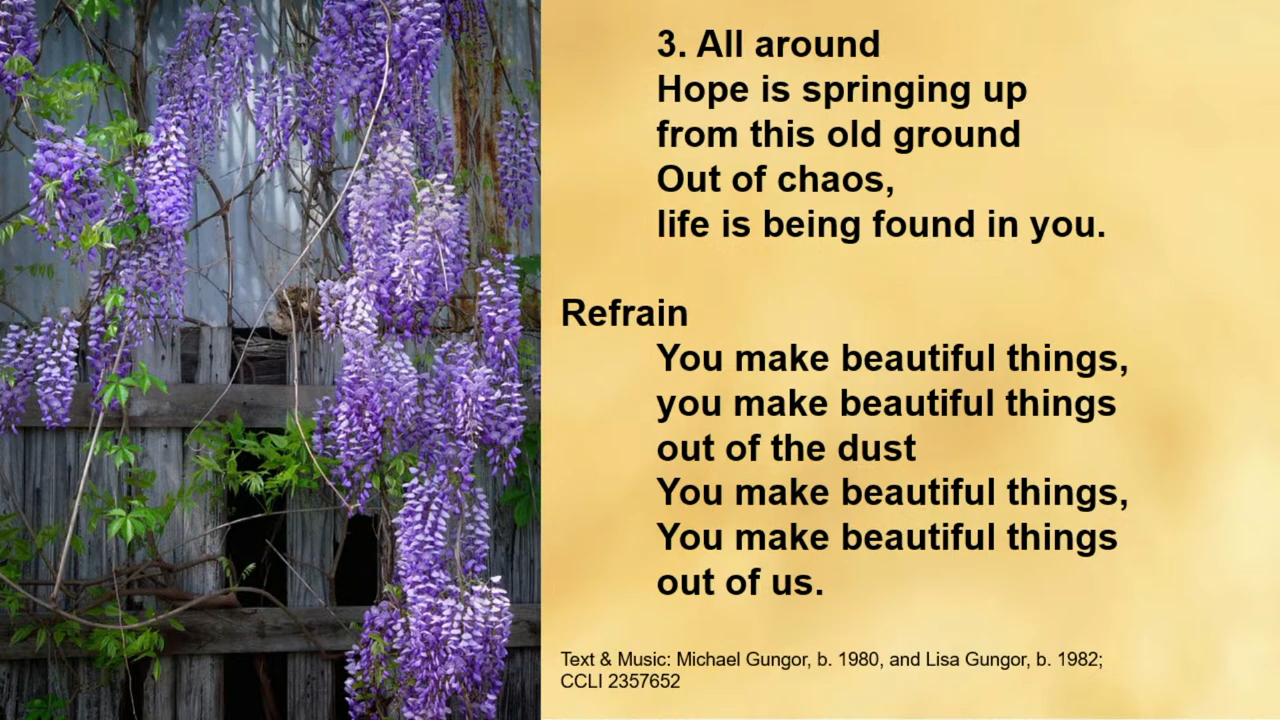 3. All around
Hope is springing up
from this old ground
Out of chaos,
life is being found in you.
Refrain
You make beautiful things,
you make beautiful things
out of the dust
You make beautiful things,
You make beautiful things
out of us.
Text & Music: Michael Gungor, b. 1980, and Lisa Gungor, b. 1982;
CCLI 2357652